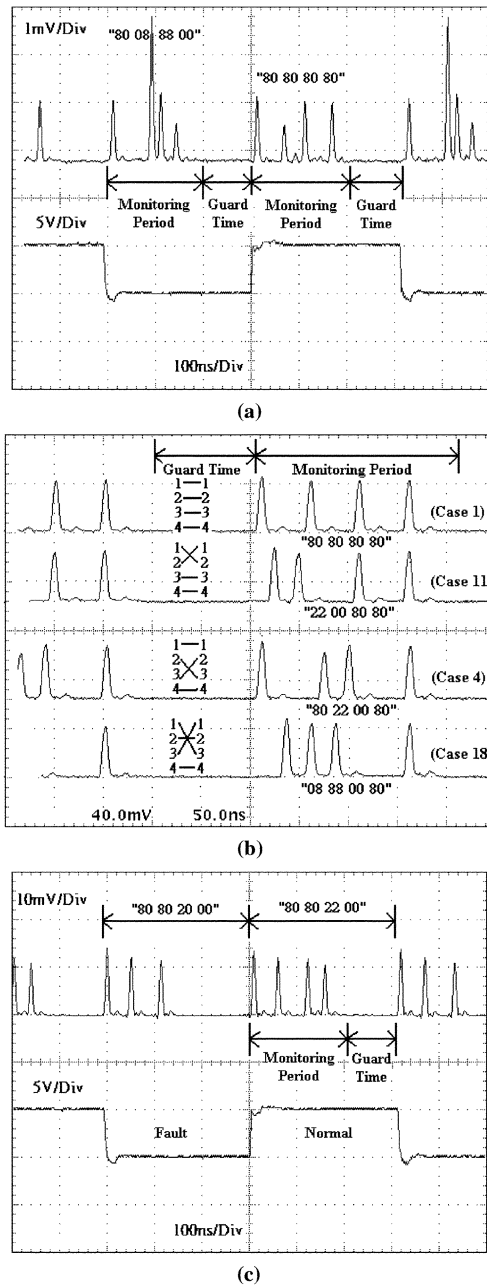 1mV/Div
"80 08 88 00"
"80 80 80 80"
Monitoring Period
Guard Time
Monitoring Period
Guard Time
5V/Div
100ns/Div
(a)
Guard Time
Monitoring Period
1 1
2 2
3 3
4 4
(Case 1)
"80 80 80 80"
1 1
2 2
3 3
4 4
(Case 11
"22 00 80 80"
1 1
2 2
3 3
4 4
(Case 4)
"80 22 00 80"
1 1
2 2
3 3
4 4
(Case 18
"08 88 00 80"
40.0mV 50.0ns
(b)
10mV/Div
"80 80 20 00"
"80 80 22 00"
Monitoring Period
Guard Time
5V/Div
Fault
Normal
100ns/Div
(c)